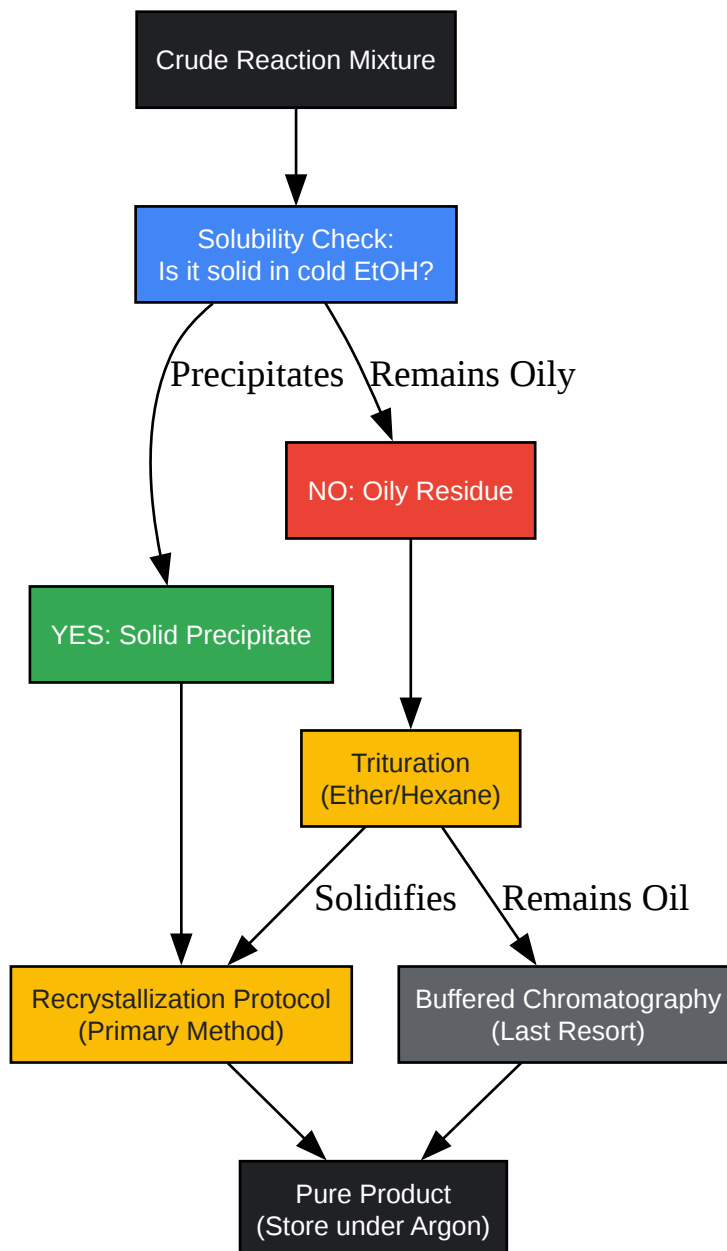 Crude Reaction Mixture
Solubility Check:
Is it solid in cold EtOH?
Precipitates
Remains Oily
NO: Oily Residue
YES: Solid Precipitate
Trituration
(Ether/Hexane)
Solidifies
Remains Oil
Recrystallization Protocol
(Primary Method)
Buffered Chromatography
(Last Resort)
Pure Product
(Store under Argon)